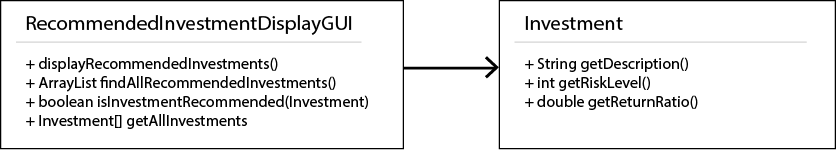 RecommendedInvestmentDisplayGUI
+ displayRecommendedInvestments()
+ ArrayList findAllRecommendedInvestments()
+ boolean isInvestmentRecommended(Investment)
+ Investment[] getAllInvestments
Investment
+ String getDescription()
+ int getRiskLevel()
+ double getReturnRatio()